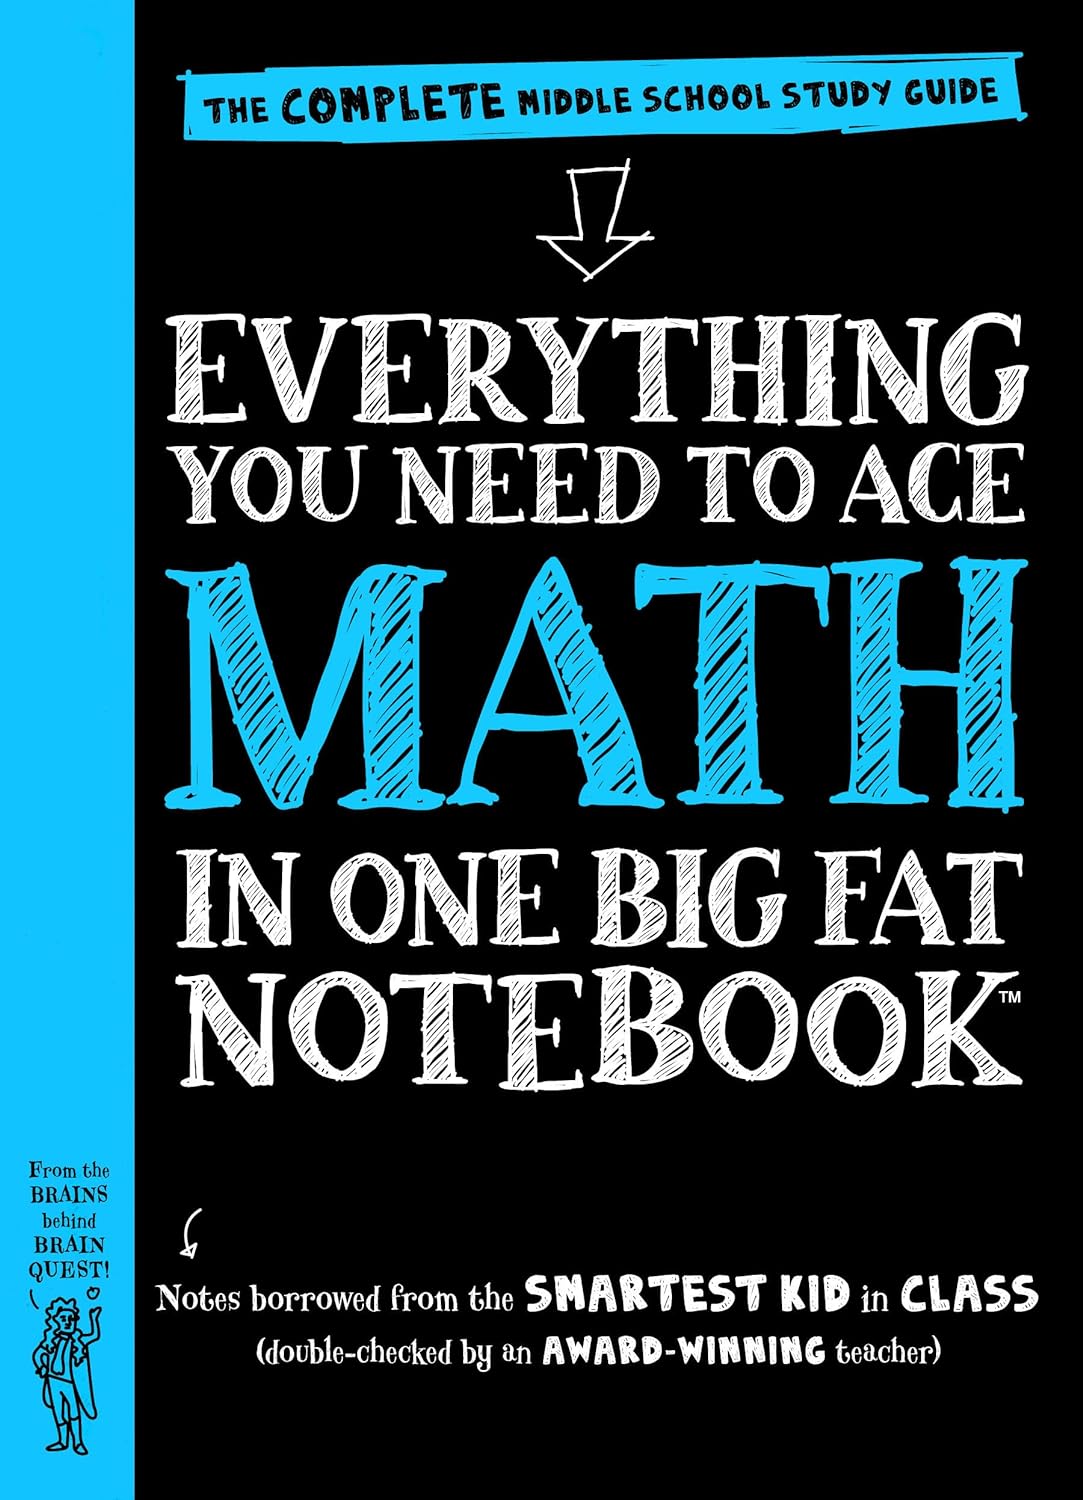 THE COMPLETE MIDDLE SCHOOL STUDY GUIDE
EVERYTHING
YOU NEED TO ACE
MATH
IN ONE BIG FAT
NOTEBOOK™
From the
BRAINS
behind
BRAIN
QUEST!
Notes borrowed from the SMARTEST KID in CLASS
(double-checked by an AWARD-WINNING teacher)